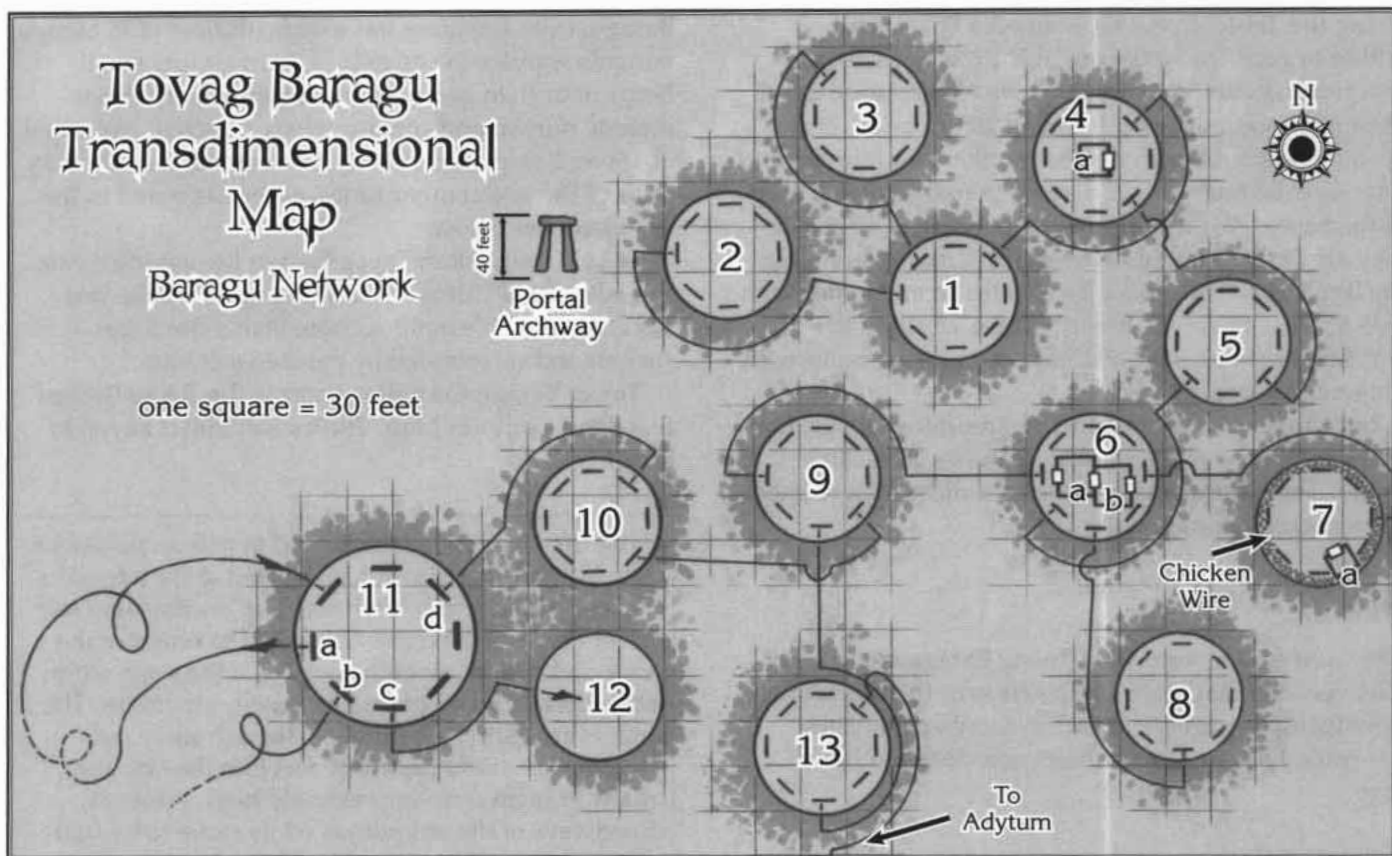 Tovag Baragu
Transdimensional
Map
Baragu Network
40 feet
Portal
Archway
one square = 30 feet
N
3
4
a
2
1
5
6
a
b
9
7
a
Chicken
Wire
10
11
d
a
b
c
12
8
13
To
Adytum